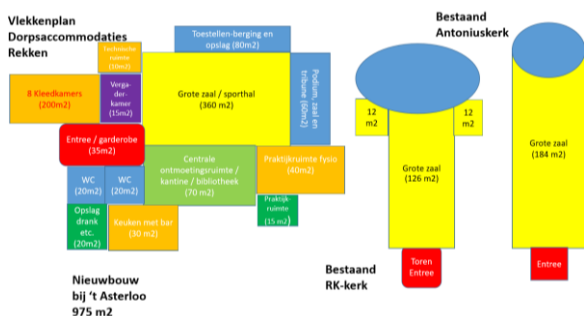 Vlekkenplan
Dorpsaccommodaties
Rekken
Technische
ruimte
(10m2)
Toestellen-berging en
opslag (80m2)
8 Kleedkamers
(200m2)
Verga-
der-
kamer
(15m2)
Grote zaal / sporthal
(360 m2)
Podium, zaal en
tribune (60m2)
Entree / garderobe
(35m2)
Centrale
ontmoetingsruimte /
kantine / bibliotheek
(70 m2)
Praktijkruimte fysio
(40m2)
WC
(20m2)
WC
(20m2)
Opslag
drank
etc.
(20m2)
Keuken met bar
(30 m2)
Praktijk-
ruimte
(15 m2)
Nieuwbouw
bij ‘t Asterloo
975 m2
12
m2
12
m2
Grote zaal
(126 m2)
Toren
Entree
Bestaand
RK-kerk
Bestaand
Antoniuskerk
Grote zaal
(184 m2)
Entree